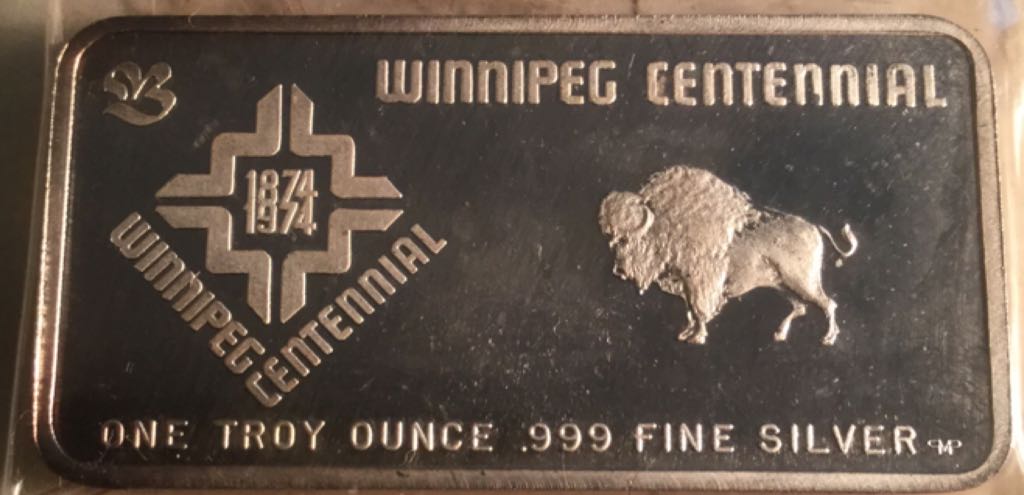 WINNIPEG CENTENNIAL
1874
1974
WINNIPEG
CENTENNIAL
ONE TROY OUNCE .999 FINE SILVER